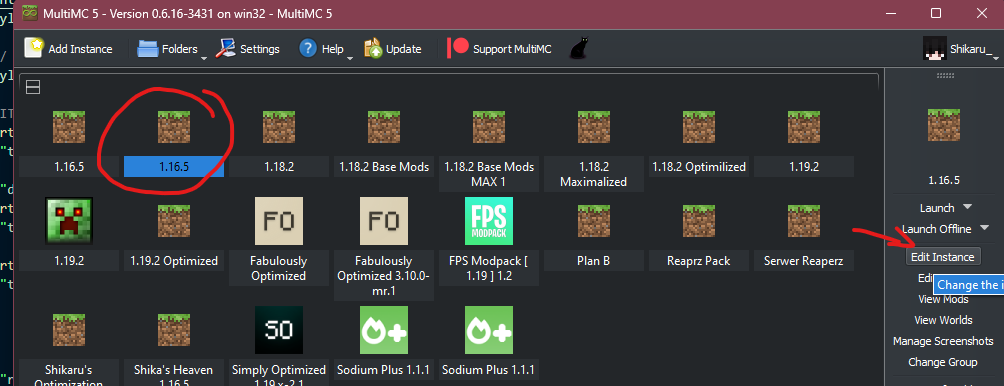 MultiMC 5 - Version 0.6.16-3431 on win32 - MultiMC 5
Add Instance
Folders
Settings
Help
Update
Support MultiMC
Shikaru_
1.16.5
1.16.5
1.18.2
1.18.2 Base Mods
1.18.2 Base Mods
MAX 1
1.18.2
Maximalized
1.18.2 Optimilized
1.19.2
1.19.2
1.19.2 Optimized
FO
Fabulously
Optimized
FO
Fabulously
Optimized 3.10.0-
mr.1
FPS
MODPACK
FPS Modpack [
1.19 ] 1.2
Plan B
Reaprz Pack
Serwer Reaperz
Shikaru's
Optimization
Shika's Heaven
1.16.5
SO
Simply Optimized
1.19.x-2.1
Sodium Plus 1.1.1
Sodium Plus 1.1.1
1.16.5
Launch
Launch Offline
Edit Instance
Edi
Change the i
View Mods
View Worlds
Manage Screenshots
Change Group